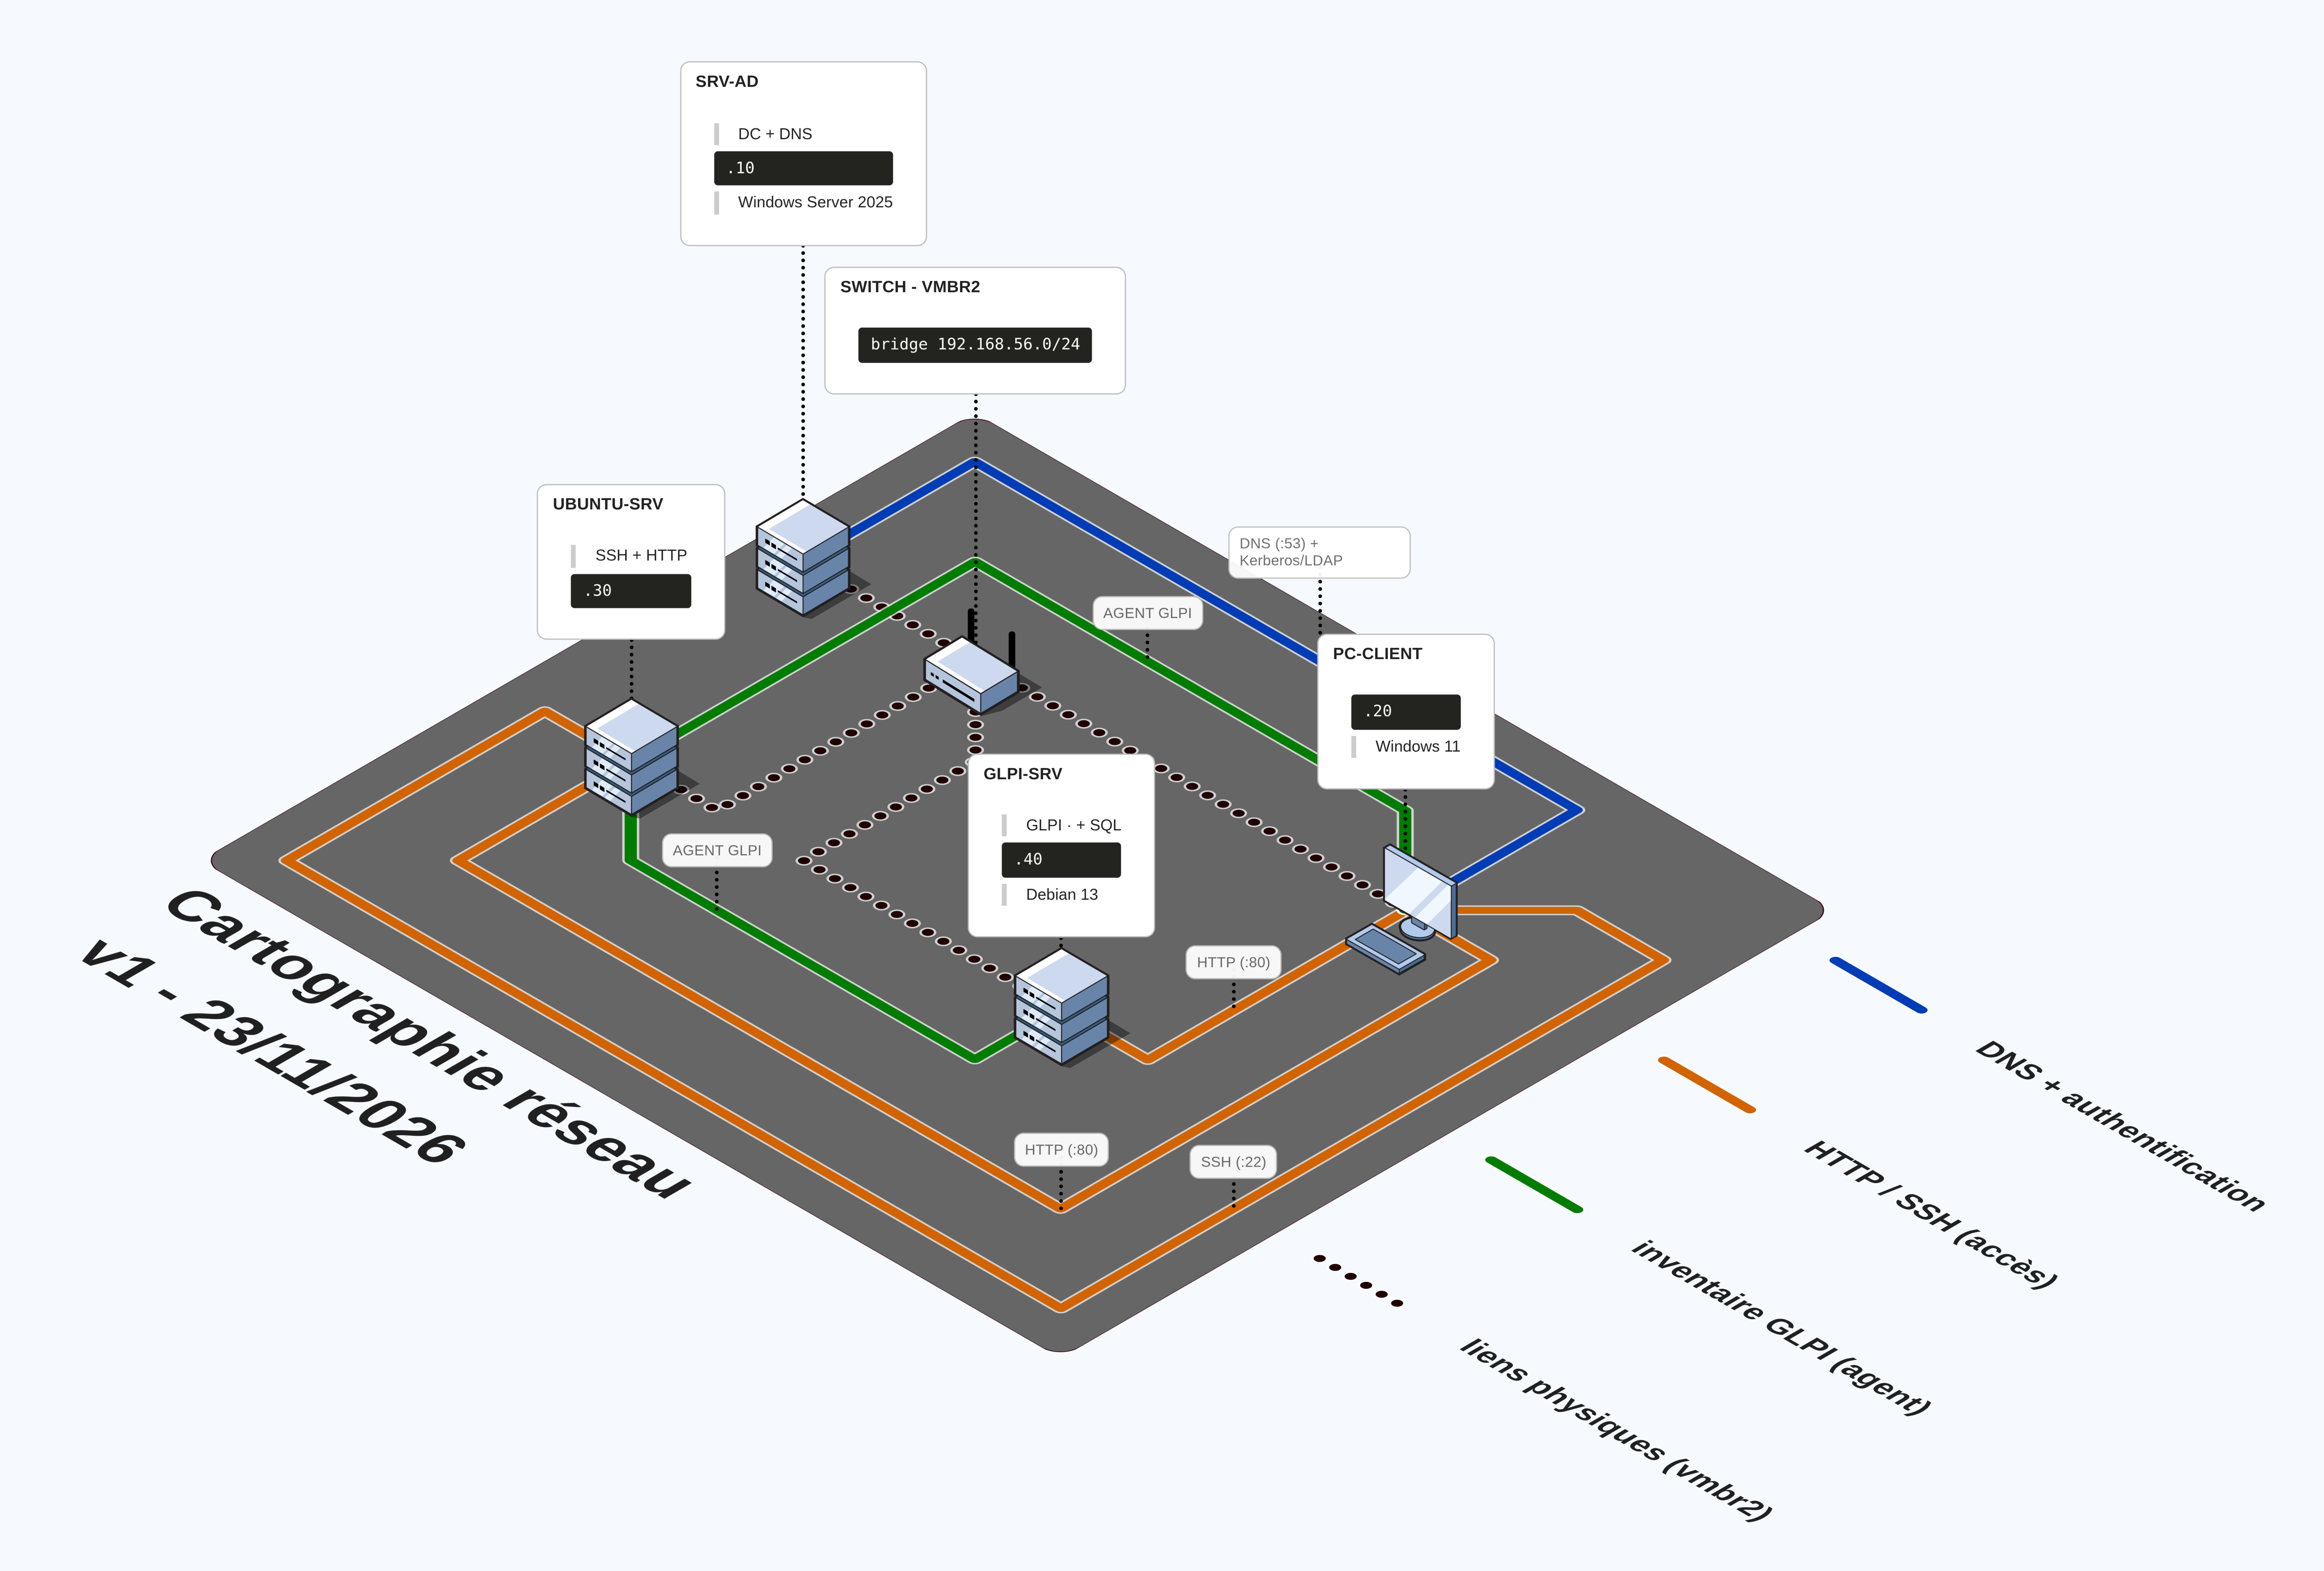 SRV-AD
DC + DNS
.10
Windows Server 2025
SWITCH - VMBR2
bridge 192.168.56.0/24
UBUNTU-SRV
SSH + HTTP
.30
DNS (:53) +
Kerberos/LDAP
AGENT GLPI
PC-CLIENT
.20
Windows 11
GLPI-SRV
GLPI · + SQL
.40
Debian 13
AGENT GLPI
HTTP (:80)
HTTP (:80)
SSH (:22)
Cartographie réseau
v1 - 23/11/2026
DNS + authentification
HTTP / SSH (accès)
inventaire GLPI (agent)
liens physiques (vmbr2)